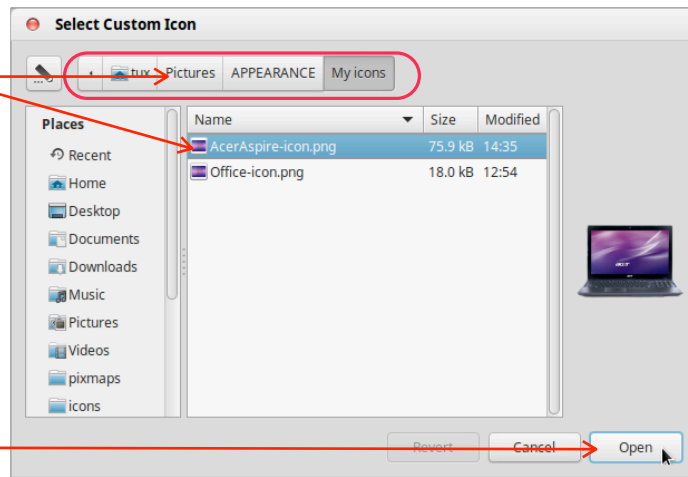 Select Custom Icon
tux Pictures APPEARANCE My icons
Places
Recent
Home
Desktop
Documents
Downloads
Music
Pictures
Videos
pixmaps
icons
Name Size Modified
AcerAspire-icon.png 75.9 kB 14:35
Office-icon.png 18.0 kB 12:54
acer
Revert Cancel Open